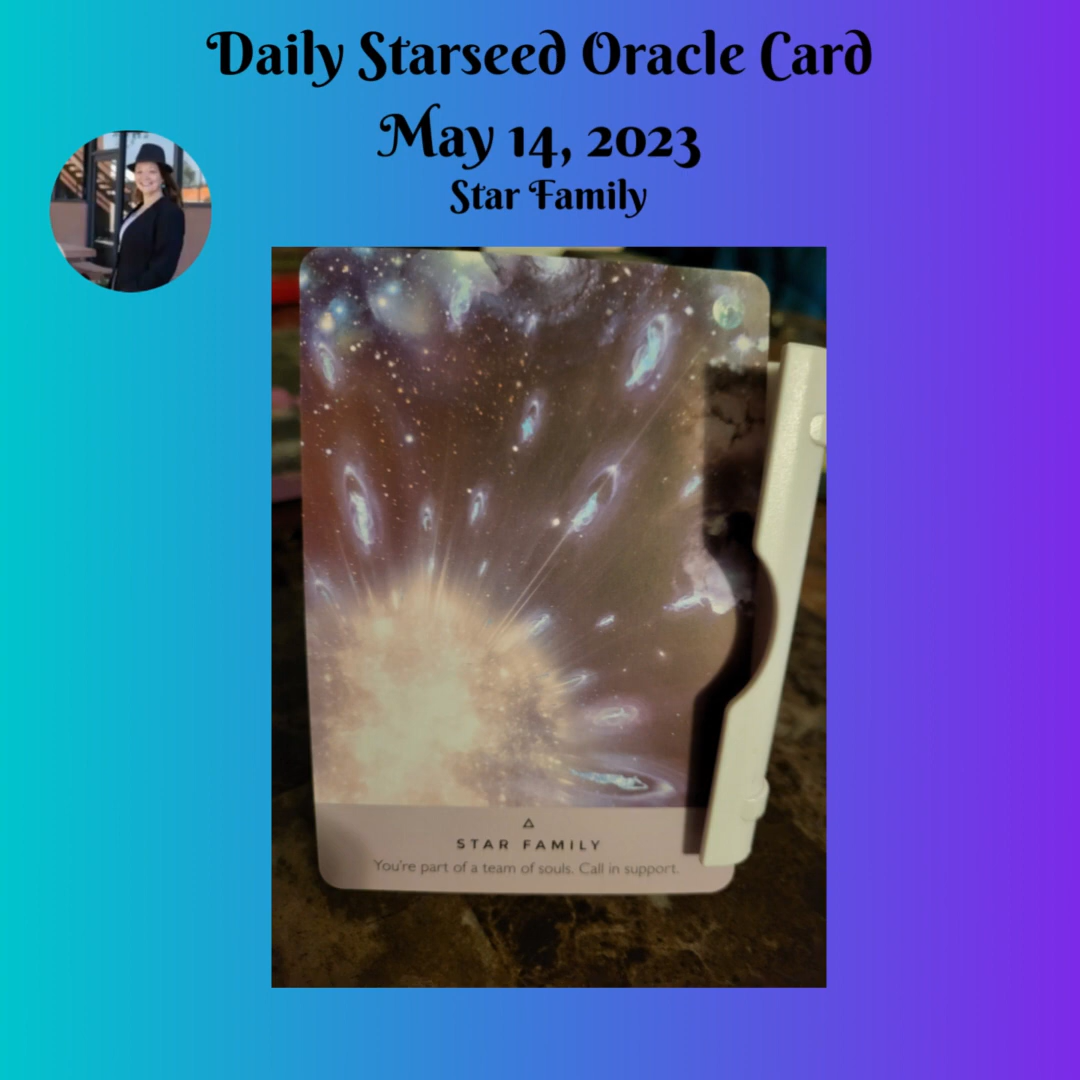 Daily Starseed Oracle Card
May 14, 2023
Star Family
STAR FAMILY
You're part of a team of souls. Call in support.